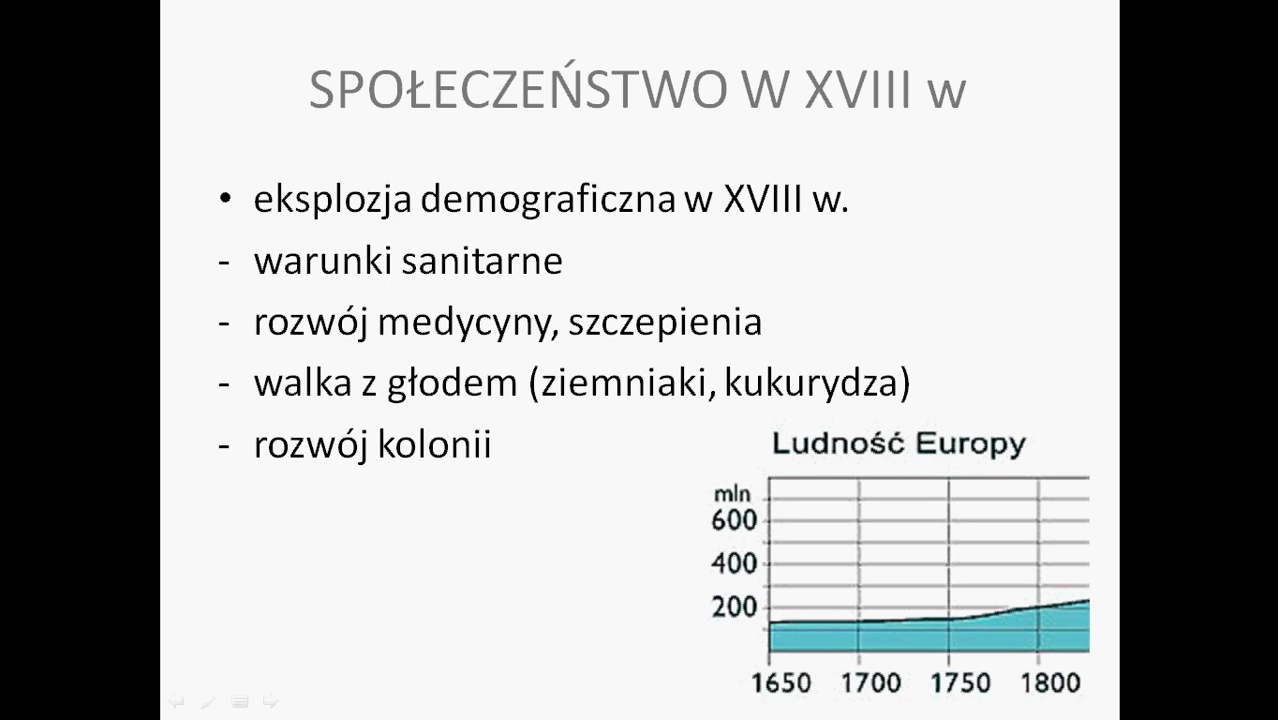 SPOŁECZEŃSTWO W XVIII w
• eksplozja demograficzna w XVIII w.
- warunki sanitarne
- rozwój medycyny, szczepienia
- walka z głodem (ziemniaki, kukurydza)
- rozwój kolonii
Ludność Europy
mln
600
400
200
1650 1700 1750 1800